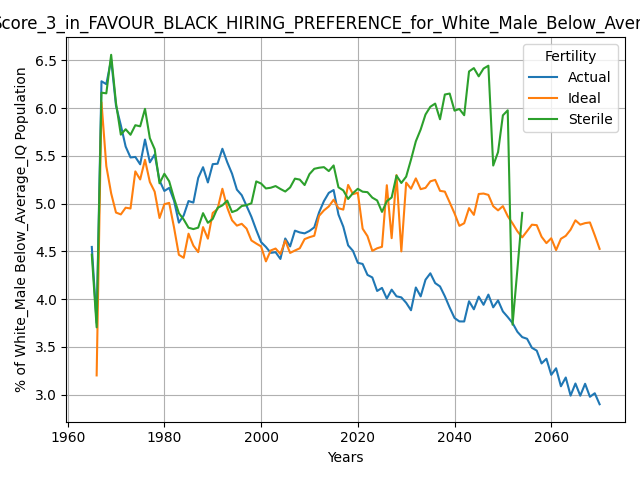 Score_3_in_FAVOUR_BLACK_HIRING_PREFERENCE_for_White_Male_Below_Aver
% of White_Male Below_Average_IQ Population
6.5
6.0
5.5
5.0
4.5
4.0
3.5
3.0
Fertility
Actual
Ideal
Sterile
1960 1980 2000 2020 2040 2060
Years